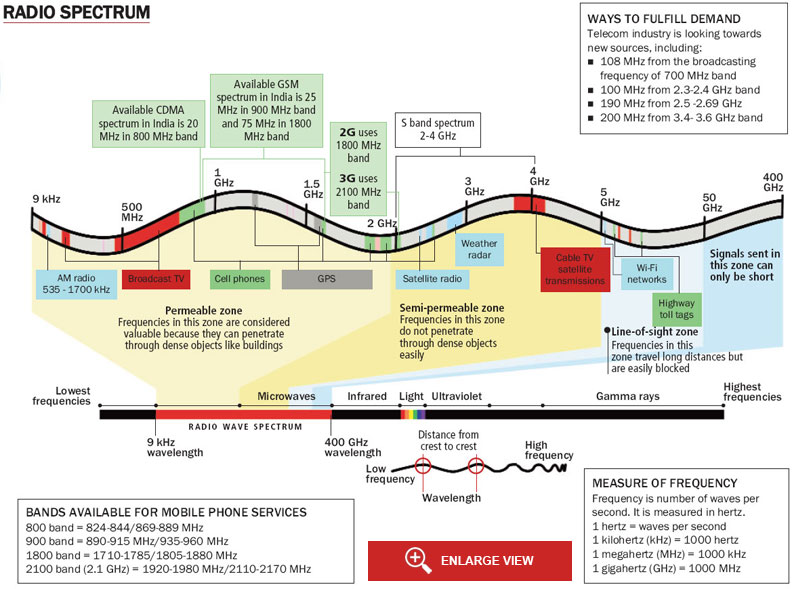 RADIO SPECTRUM
WAYS TO FULFILL DEMAND
Telecom industry is looking towards
new sources, including:
■ 108 MHz from the broadcasting
frequency of 700 MHz band
■ 100 MHz from 2.3-2.4 GHz band
■ 190 MHz from 2.5 -2.69 GHz
■ 200 MHz from 3.4- 3.6 GHz band
Available CDMA
spectrum in India is 20
MHz in 800 MHz band
Available GSM
spectrum in India is 25
MHz in 900 MHz band
and 75 MHz in 1800
MHz band
2G uses
1800 MHz
band
3G uses
2100 MHz
band
S band spectrum
2-4 GHz
9 kHz
500
MHz
1
GHz
1.5
GHz
2 GHz
3
GHz
4
GHz
5
GHz
50
GHz
400
GHz
AM radio
535 - 1700 kHz
Broadcast TV
Cell phones
GPS
Satellite radio
Weather
radar
Cable TV
satellite
transmissions
Wi-Fi
networks
Highway
toll tags
Signals sent in
this zone can
only be short
Permeable zone
Frequencies in this zone are considered
valuable because they can penetrate
through dense objects like buildings
Semi-permeable zone
Frequencies in this zone
do not penetrate
through dense objects
easily
Line-of-sight zone
Frequencies in this
zone travel long distances but
are easily blocked
Lowest
frequencies
Microwaves
Infrared
Light
Ultraviolet
Gamma rays
Highest
frequencies
RADIO WAVE SPECTRUM
9 kHz
wavelength
400 GHz
wavelength
Distance from
crest to crest
Low
frequency
High
frequency
Wavelength
BANDS AVAILABLE FOR MOBILE PHONE SERVICES
800 band = 824-844/869-889 MHz
900 band = 890-915 MHz/935-960 MHz
1800 band = 1710-1785/1805-1880 MHz
2100 band (2.1 GHz) = 1920-1980 MHz/2110-2170 MHz
ENLARGE VIEW
MEASURE OF FREQUENCY
Frequency is number of waves per
second. It is measured in hertz.
1 hertz = waves per second
1 kilohertz (kHz) = 1000 hertz
1 megahertz (MHz) = 1000 kHz
1 gigahertz (GHz) = 1000 MHz